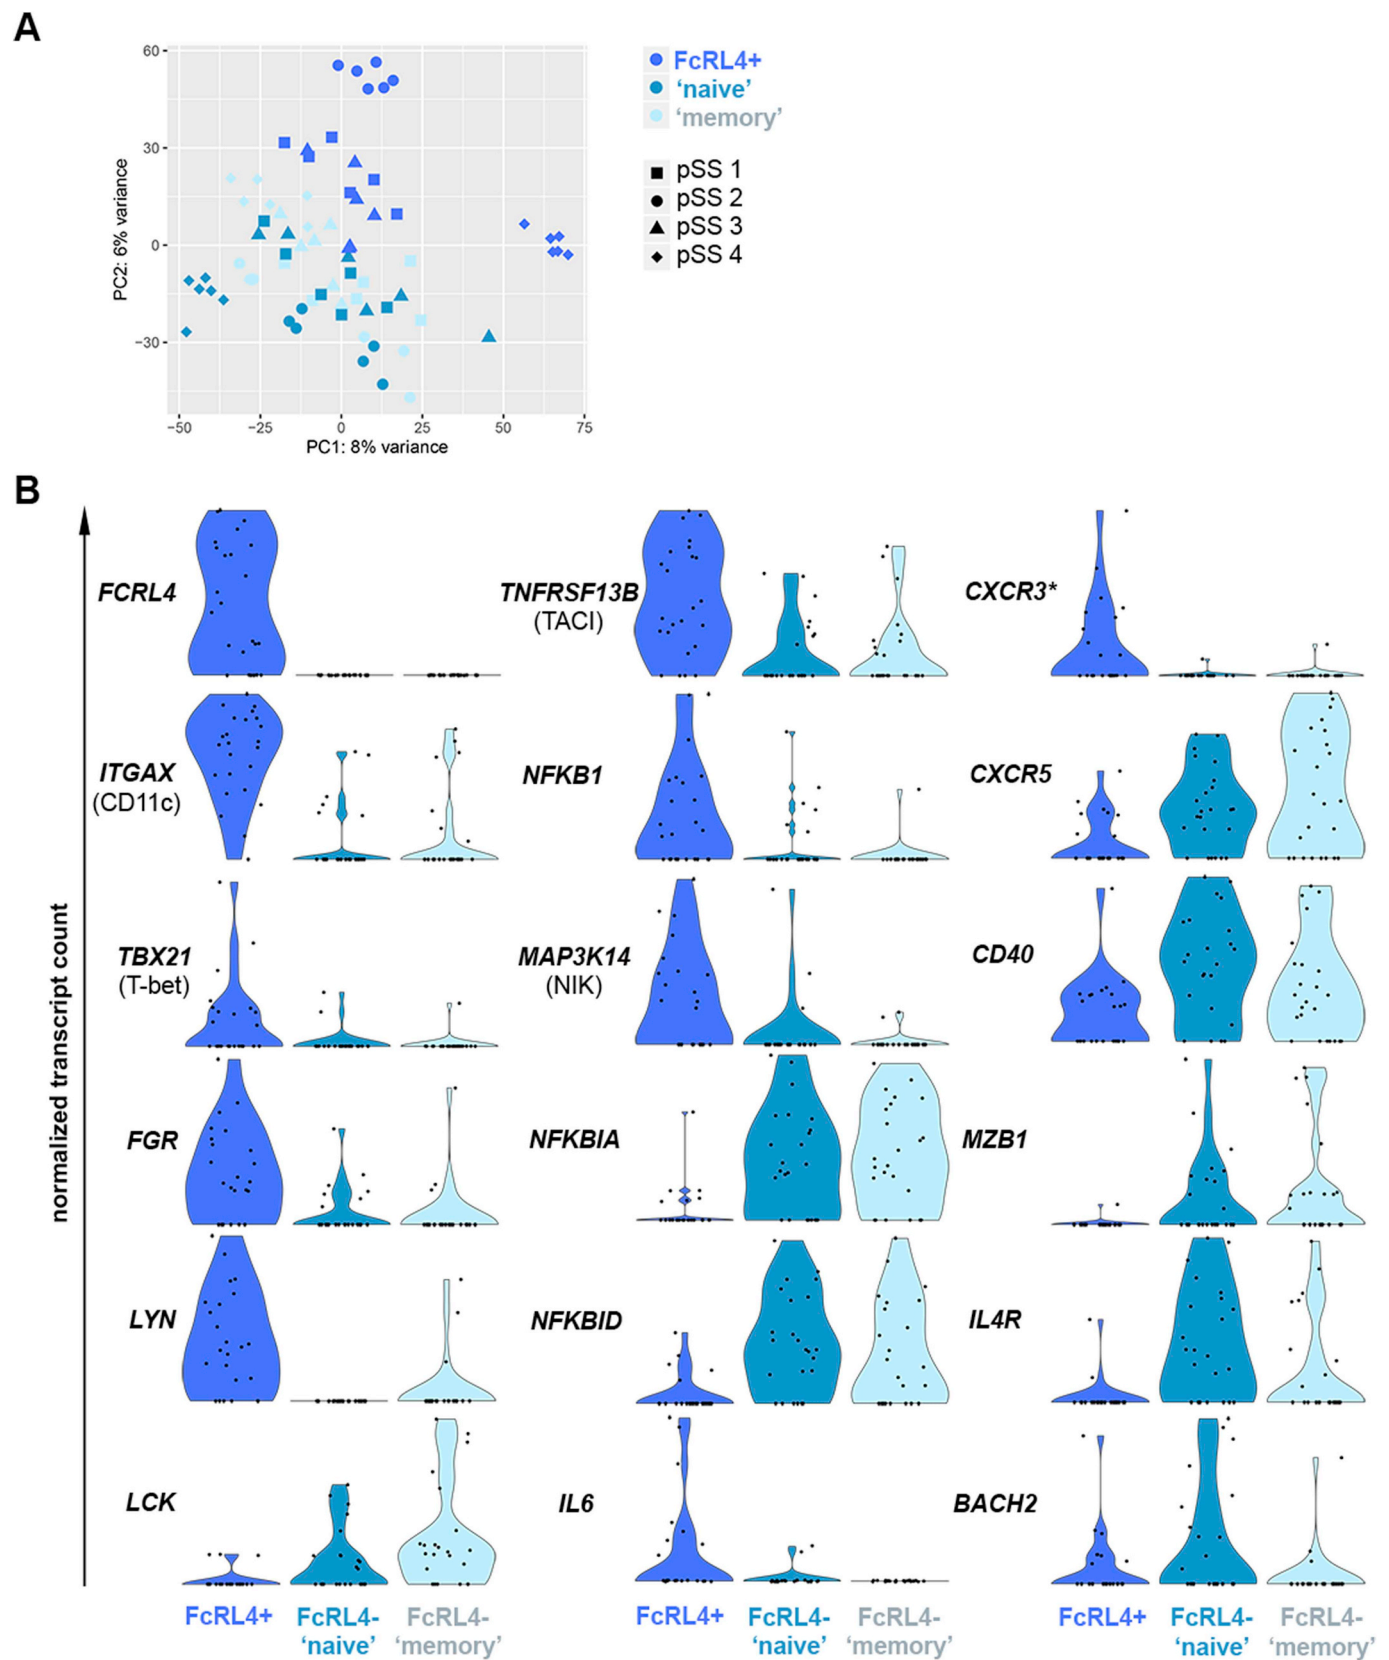 A
60
30
0
−30
PC2: 6% variance
−50
−25
0
25
50
75
PC1: 8% variance
FcRL4+
‘naive’
‘memory’
pSS 1
pSS 2
pSS 3
pSS 4
B
normalized transcript count
FCRL4
TNFRSF13B
(TACI)
CXCR3*
ITGAX
(CD11c)
NFKB1
CXCR5
TBX21
(T-bet)
MAP3K14
(NIK)
CD40
FGR
NFKBIA
MZB1
LYN
NFKBID
IL4R
LCK
IL6
BACH2
FcRL4+
FcRL4-
‘naive’
FcRL4-
‘memory’
FcRL4+
FcRL4-
‘naive’
FcRL4-
‘memory’
FcRL4+
FcRL4-
‘naive’
FcRL4-
‘memory’